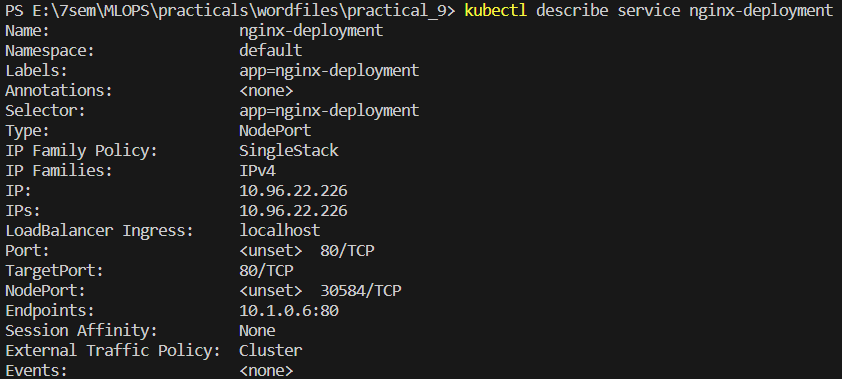 PS E:\7sem\MLOPS\practicals\wordfiles\practical_9> kubectl describe service nginx-deployment
Name:                     nginx-deployment
Namespace:                default
Labels:                   app=nginx-deployment
Annotations:              <none>
Selector:                 app=nginx-deployment
Type:                     NodePort
IP Family Policy:         SingleStack
IP Families:              IPv4
IP:                       10.96.22.226
IPs:                      10.96.22.226
LoadBalancer Ingress:     localhost
Port:                     <unset>  80/TCP
TargetPort:               80/TCP
NodePort:                 <unset>  30584/TCP
Endpoints:                10.1.0.6:80
Session Affinity:         None
External Traffic Policy:  Cluster
Events:                   <none>